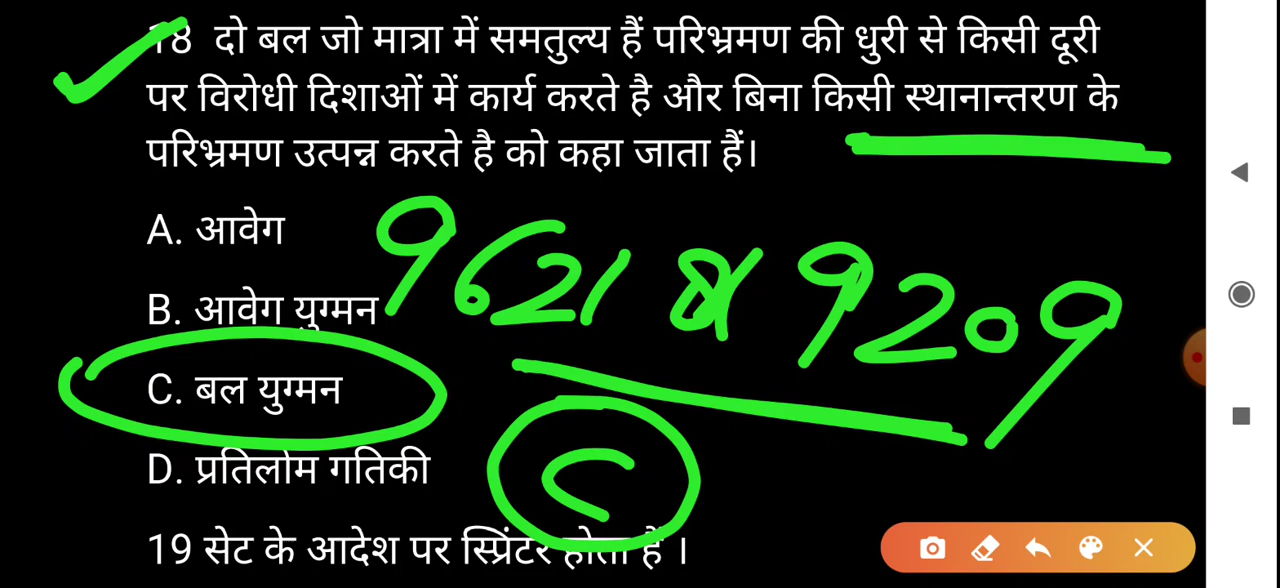 18 दो बल जो मात्रा में समतुल्य हैं परिभ्रमण की धुरी से किसी दूरी
पर विरोधी दिशाओं में कार्य करते है और बिना किसी स्थानान्तरण के
परिभ्रमण उत्पन्न करते है को कहा जाता हैं।
A. आवेग
B. आवेग युग्मन
C. बल युग्मन
D. प्रतिलोम गतिकी
C
19 सेट के आदेश पर स्प्रिंटर होता हैं ।